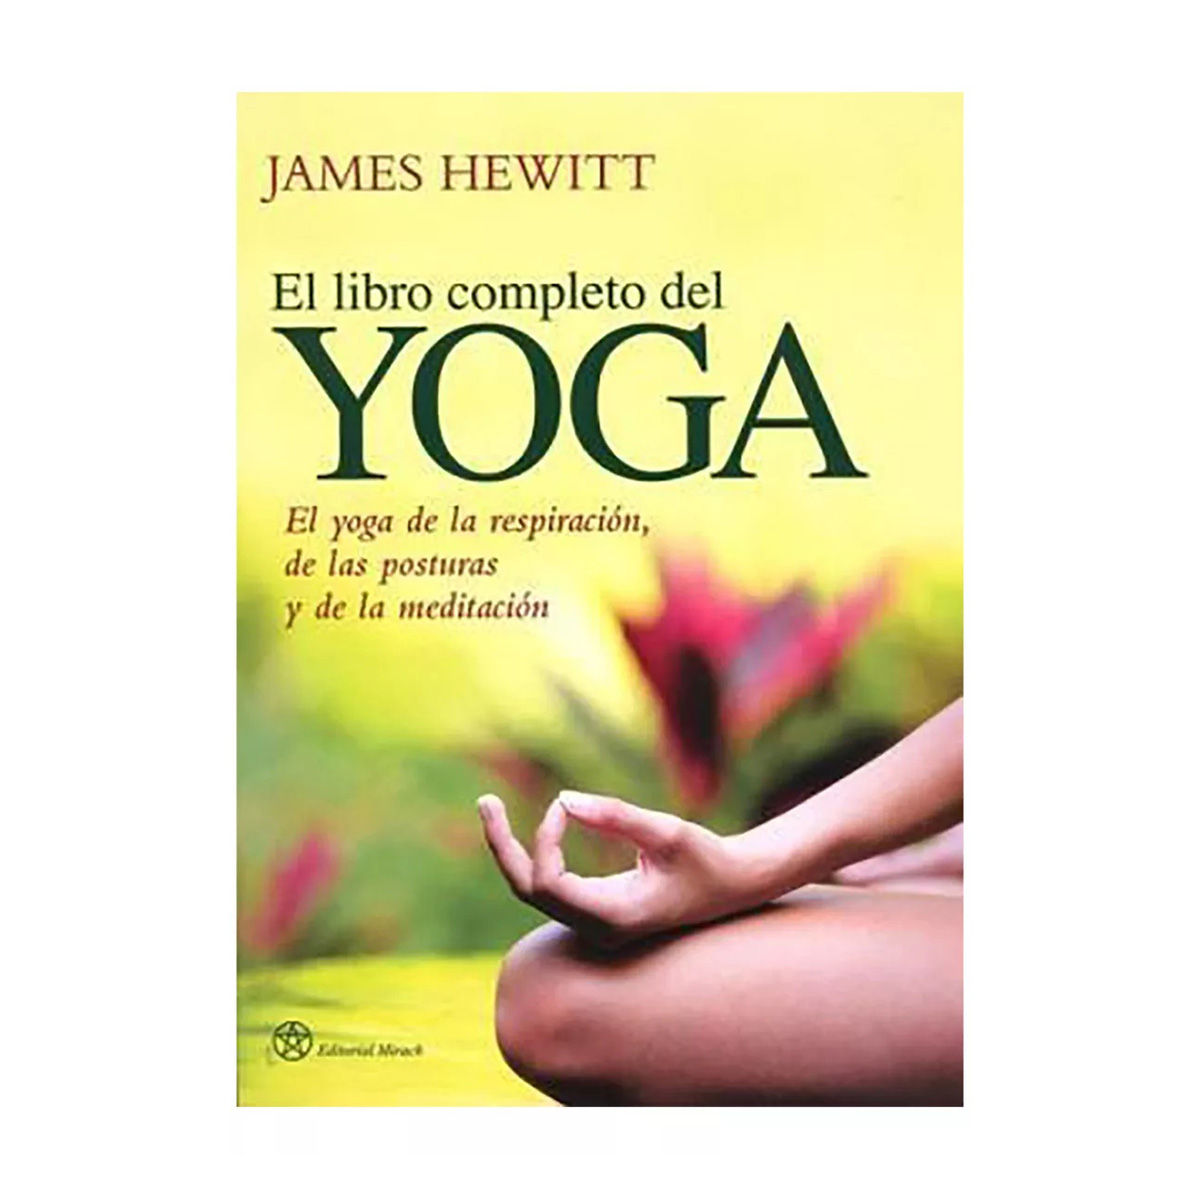 JAMES HEWITT
El libro completo del
YOGA
El yoga de la respiración,
de las posturas
y de la meditación
Editorial Mirach